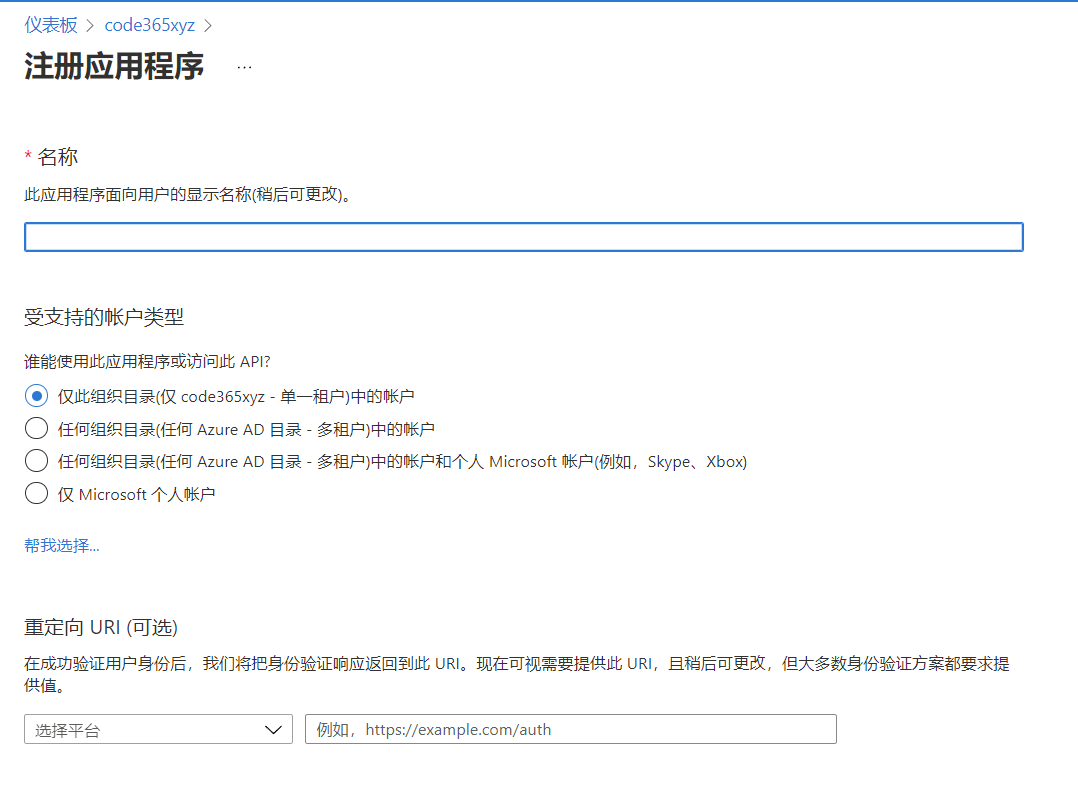 仪表板 > code365xyz >
注册应用程序 ...
* 名称
此应用程序面向用户的显示名称(稍后可更改)。
受支持的帐户类型
谁能使用此应用程序或访问此 API?
仅此组织目录(仅 code365xyz - 单一租户)中的帐户
任何组织目录(任何 Azure AD 目录 - 多租户)中的帐户
任何组织目录(任何 Azure AD 目录 - 多租户)中的帐户和个人 Microsoft 帐户(例如，Skype、Xbox)
仅 Microsoft 个人帐户
帮我选择...
重定向 URI (可选)
在成功验证用户身份后，我们将把身份验证响应返回到此 URI。现在可视需要提供此 URI，且稍后可更改，但大多数身份验证方案都要求提
供值。
选择平台 例如，https://example.com/auth